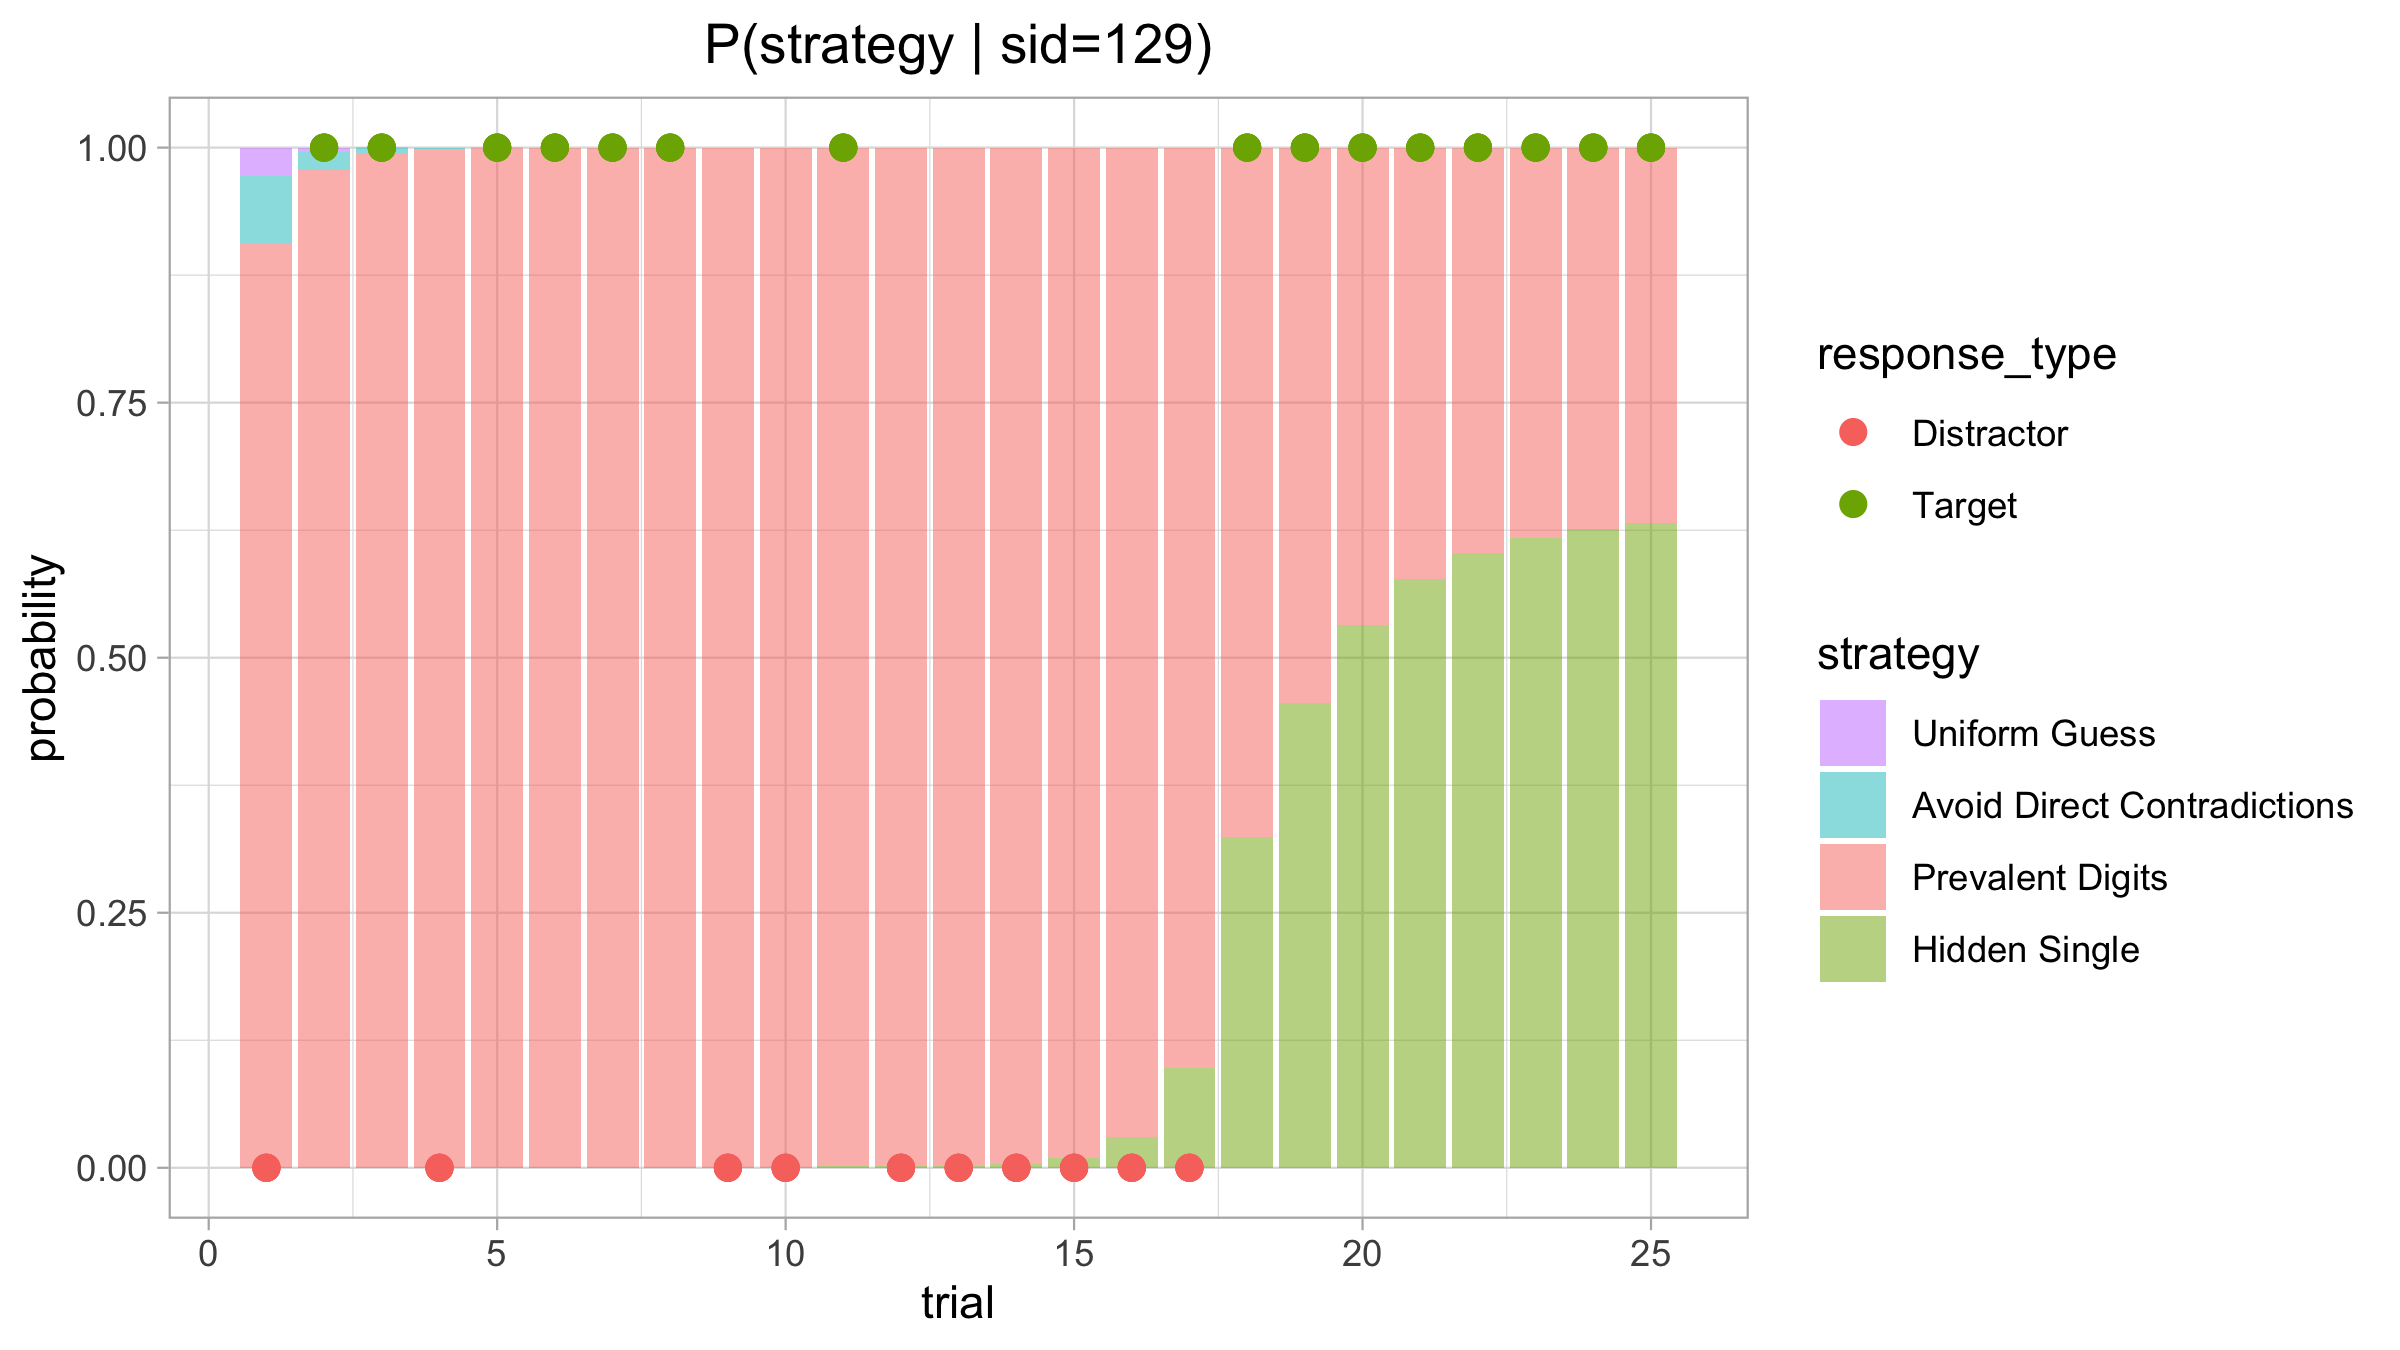 P(strategy | sid=129)
1.00
0.75
0.50
0.25
0.00
probability
0 5 10 15 20 25
trial
response_type
Distractor
Target
strategy
Uniform Guess
Avoid Direct Contradictions
Prevalent Digits
Hidden Single